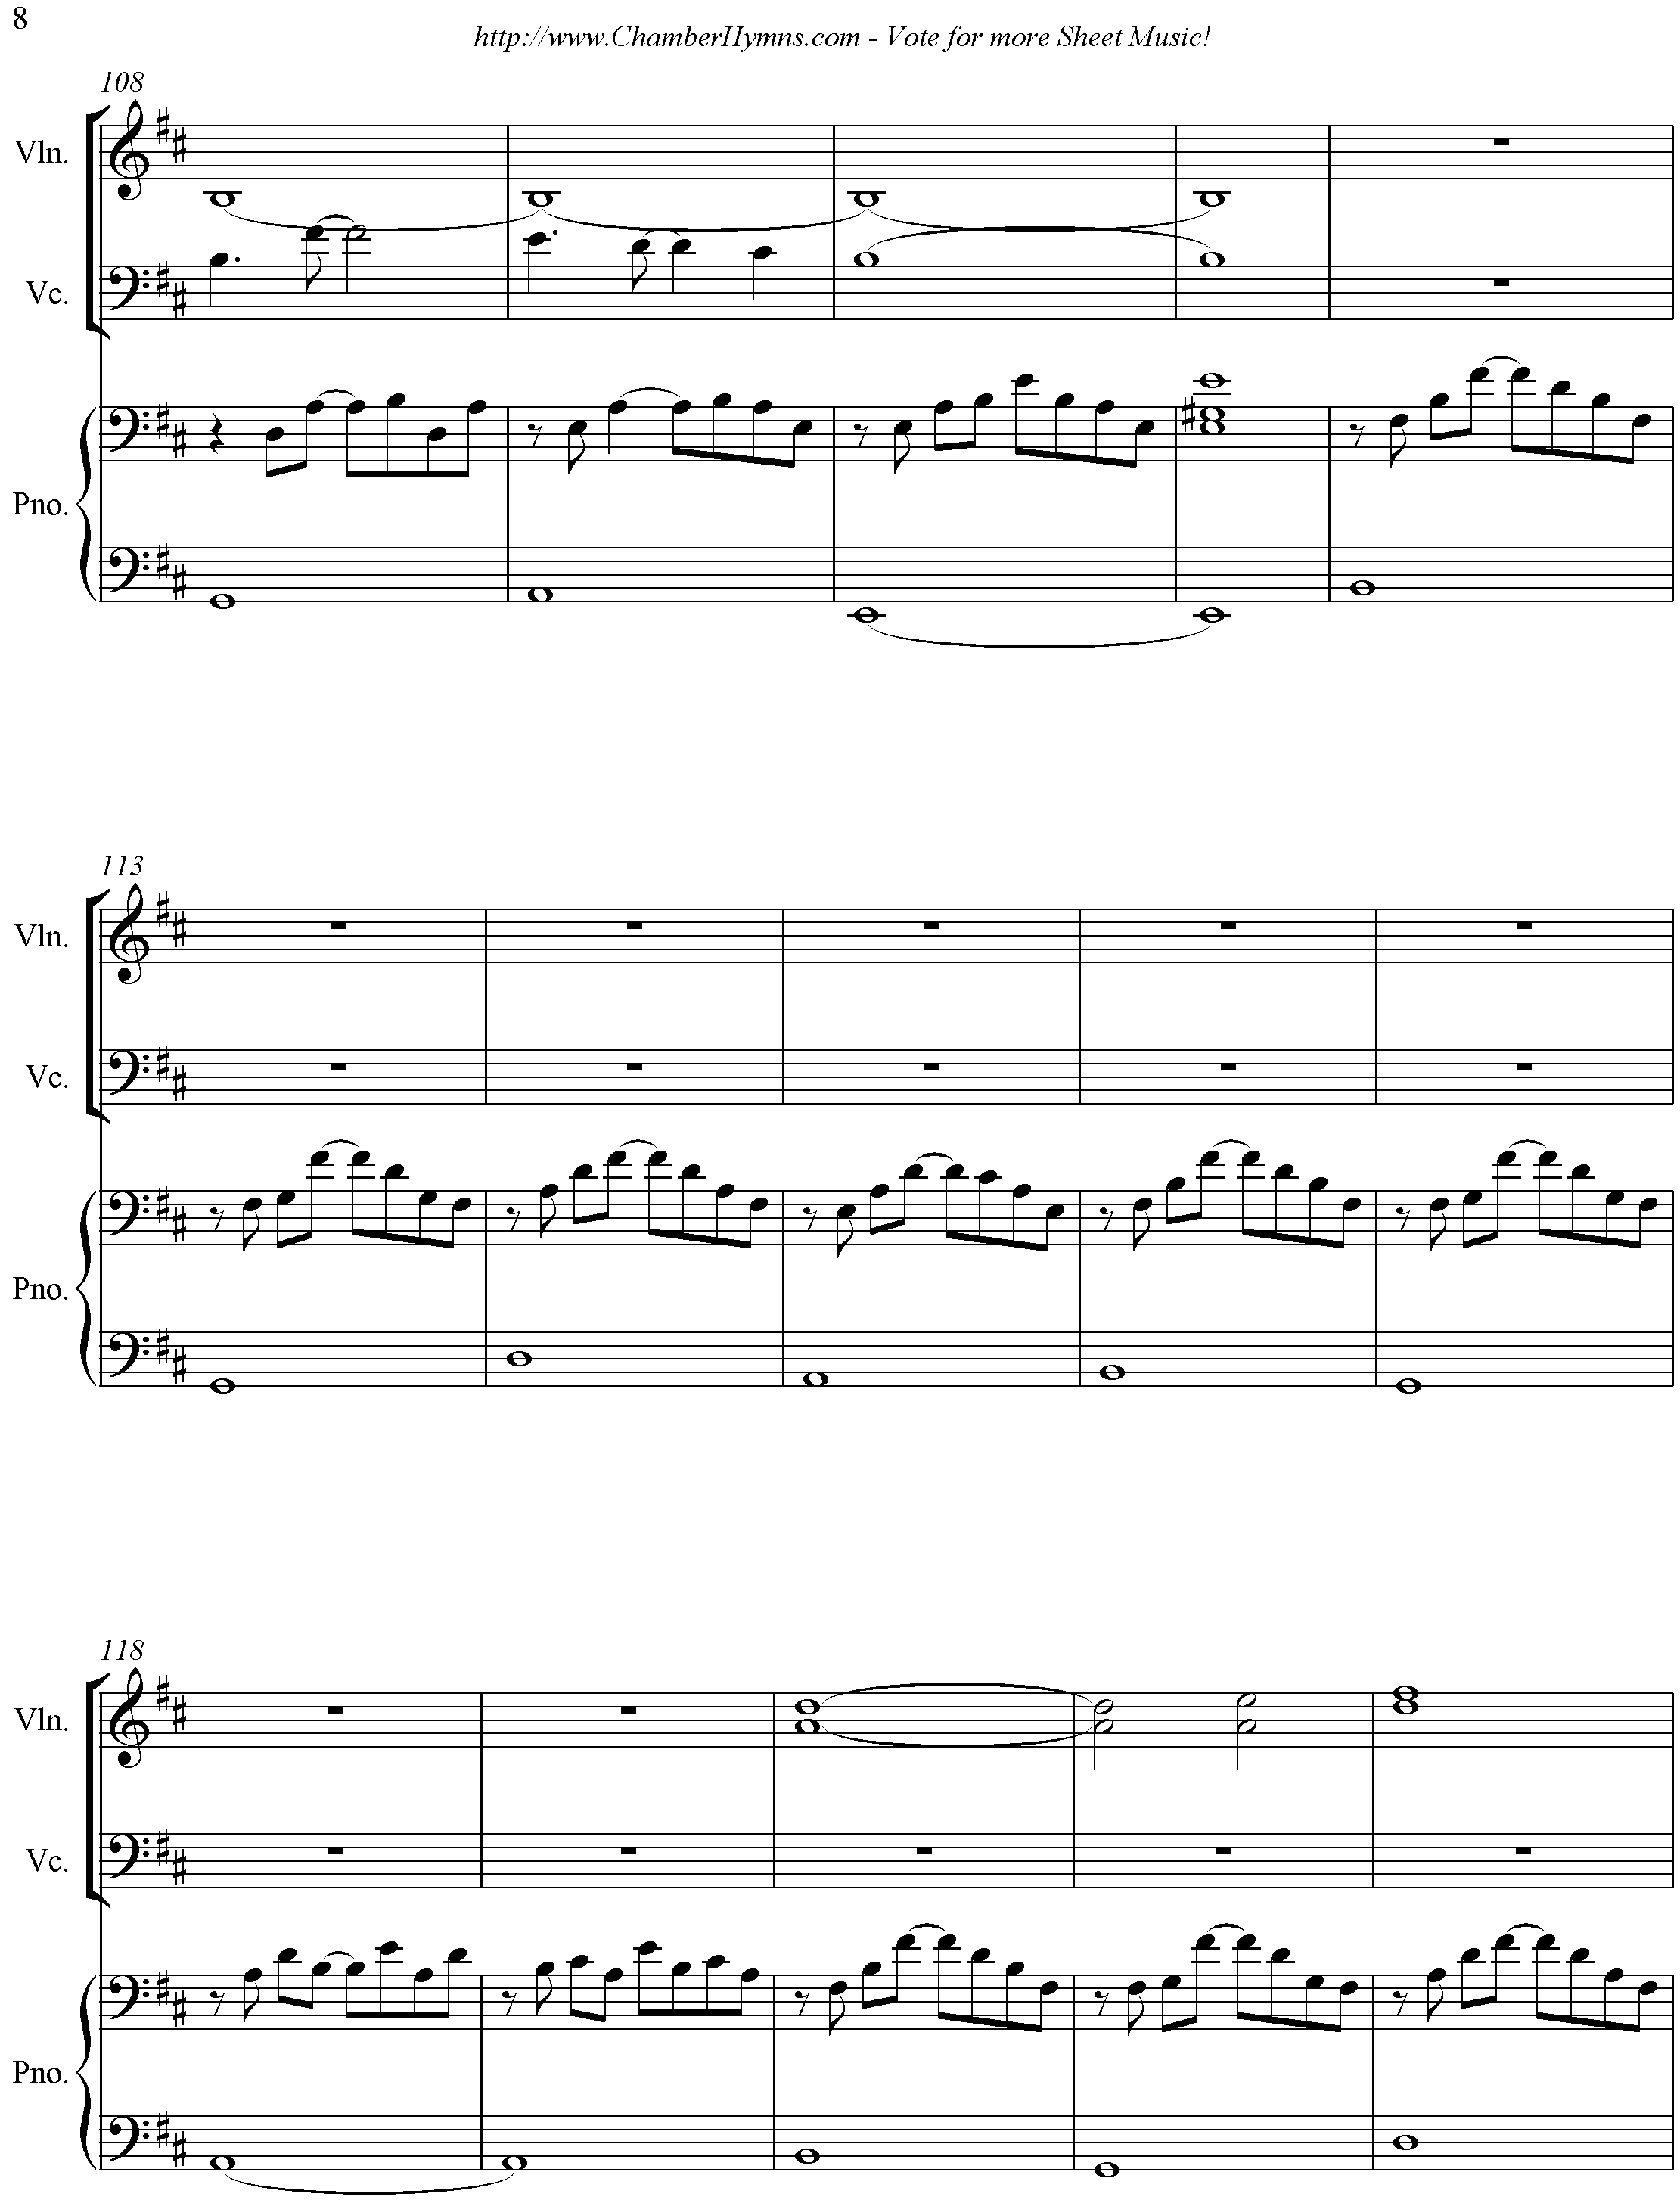 8
http://www.ChamberHymns.com - Vote for more Sheet Music!
108
Vln.
Vc.
Pno.
113
Vln.
Vc.
Pno.
118
Vln.
Vc.
Pno.